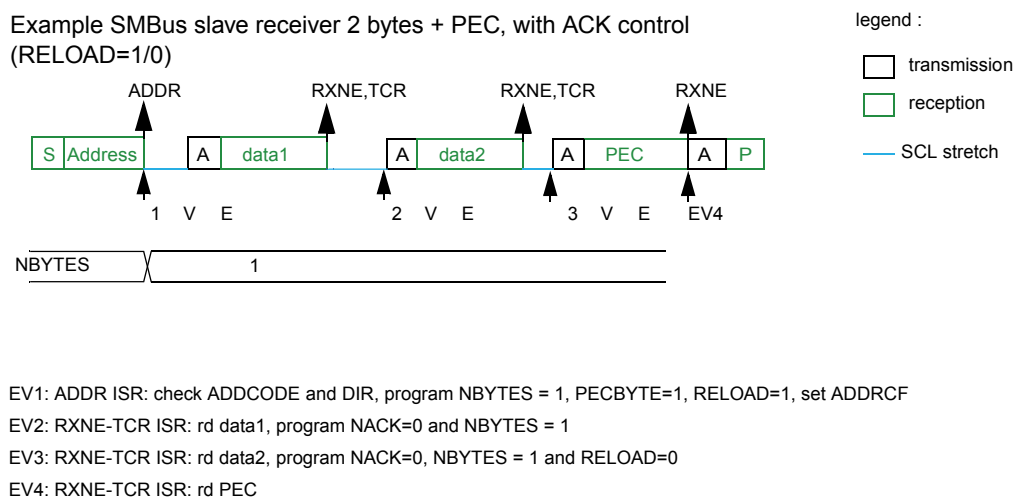 Example SMBus slave receiver 2 bytes + PEC, with ACK control
(RELOAD=1/0)
legend :
transmission
reception
SCL stretch
ADDR RXNE,TCR RXNE,TCR RXNE
S Address A data1 A data2 A PEC A P
1 V E 2 V E 3 V E EV4
NBYTES 1
EV1: ADDR ISR: check ADDCODE and DIR, program NBYTES = 1, PECBYTE=1, RELOAD=1, set ADDRCF
EV2: RXNE-TCR ISR: rd data1, program NACK=0 and NBYTES = 1
EV3: RXNE-TCR ISR: rd data2, program NACK=0, NBYTES = 1 and RELOAD=0
EV4: RXNE-TCR ISR: rd PEC